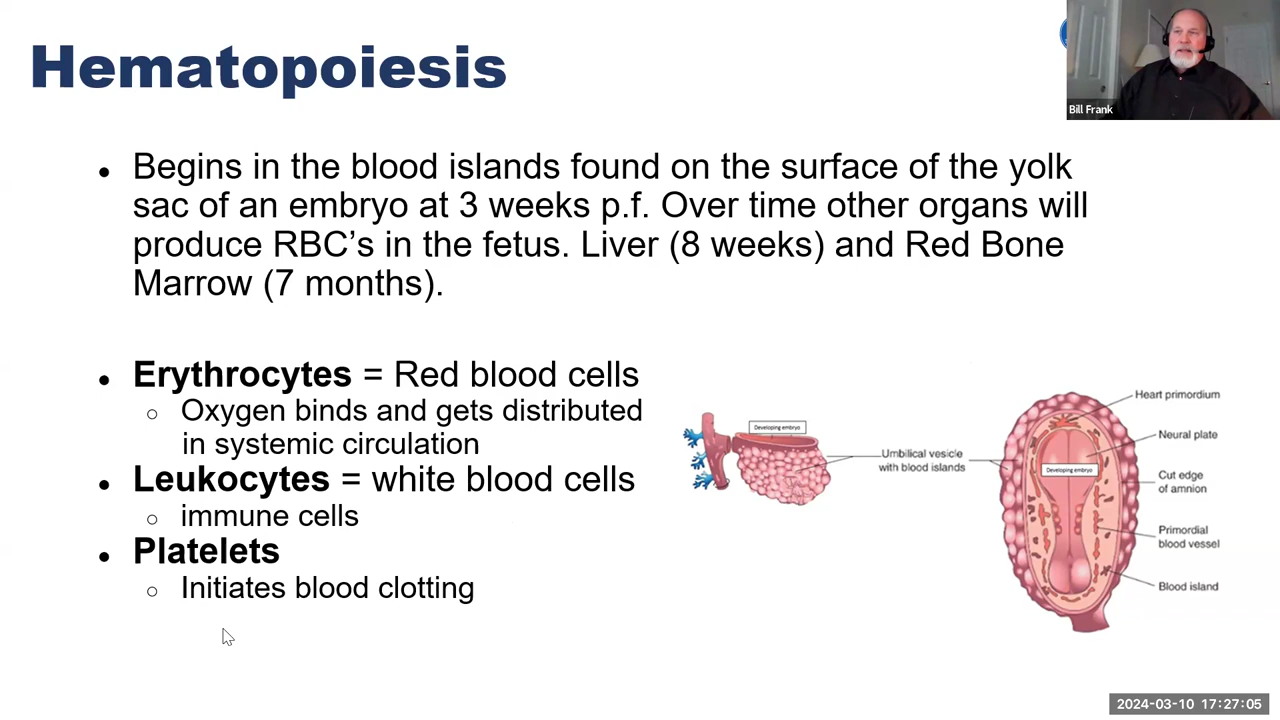 Hematopoiesis
Bill Frank
● Begins in the blood islands found on the surface of the yolk
sac of an embryo at 3 weeks p.f. Over time other organs will
produce RBC’s in the fetus. Liver (8 weeks) and Red Bone
Marrow (7 months).
● Erythrocytes = Red blood cells
○ Oxygen binds and gets distributed
in systemic circulation
● Leukocytes = white blood cells
○ immune cells
● Platelets
○ Initiates blood clotting
Developing embryo
Umbilical vesicle
with blood islands
Developing embryo
Heart primordium
Neural plate
Cut edge
of amnion
Primordial
blood vessel
Blood island
2024-03-10 17:27:05